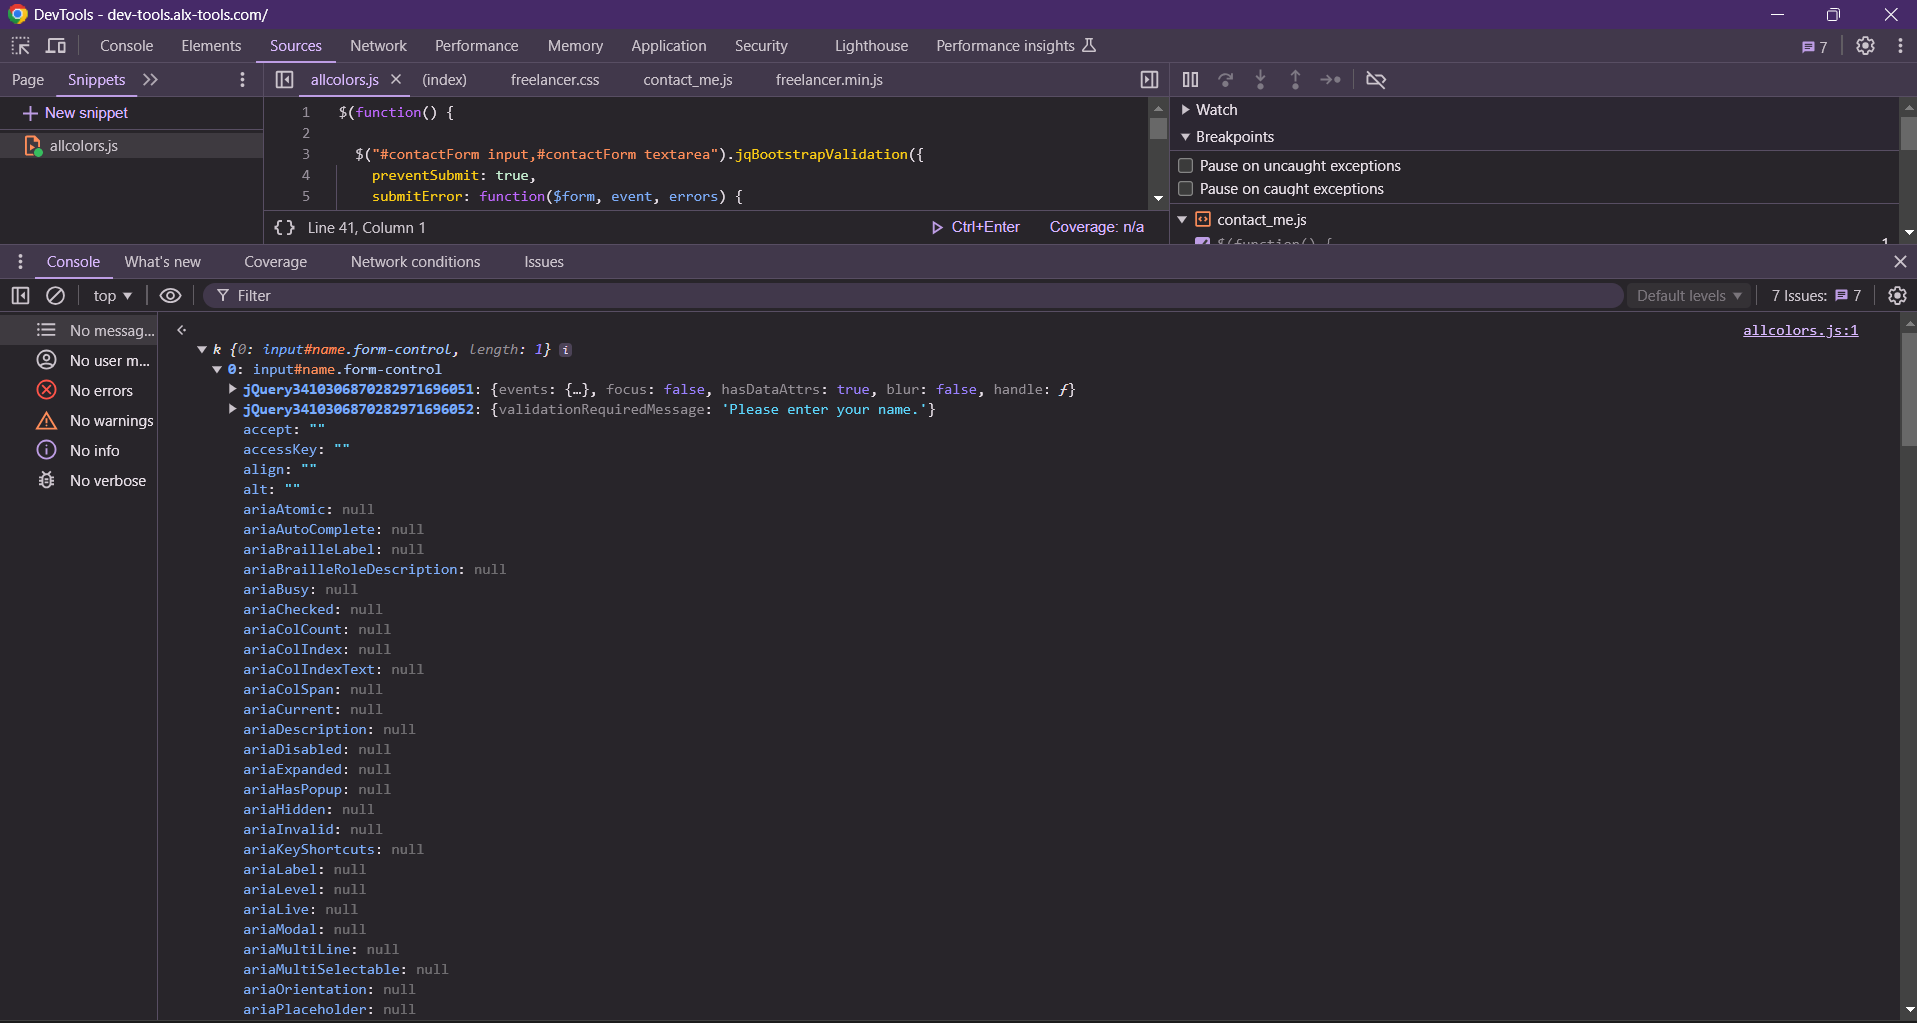 DevTools - dev-tools.alx-tools.com/
Console Elements Sources Network Performance Memory Application Security Lighthouse Performance insights 7
Page Snippets
allcolors.js (index) freelancer.css contact_me.js freelancer.min.js
New snippet
allcolors.js
1 $(function() {
2
3 $("#contactForm input,#contactForm textarea").jqBootstrapValidation({
4 preventSubmit: true,
5 submitError: function($form, event, errors) {
{} Line 41, Column 1 Ctrl+Enter Coverage: n/a
Watch
Breakpoints
Pause on uncaught exceptions
Pause on caught exceptions
contact_me.js
$(function() { 1
Console What's new Coverage Network conditions Issues
top Filter Default levels 7 Issues: 7
No messag...
No user m...
No errors
No warnings
No info
No verbose
allcolors.js:1
k {0: input#name.form-control, length: 1} i
0: input#name.form-control
jQuery3410306870282971696051: {events: {…}, focus: false, hasDataAttrs: true, blur: false, handle: ƒ}
jQuery3410306870282971696052: {validationRequiredMessage: 'Please enter your name.'}
accept: ""
accessKey: ""
align: ""
alt: ""
ariaAtomic: null
ariaAutoComplete: null
ariaBrailleLabel: null
ariaBrailleRoleDescription: null
ariaBusy: null
ariaChecked: null
ariaColCount: null
ariaColIndex: null
ariaColIndexText: null
ariaColSpan: null
ariaCurrent: null
ariaDescription: null
ariaDisabled: null
ariaExpanded: null
ariaHasPopup: null
ariaHidden: null
ariaInvalid: null
ariaKeyShortcuts: null
ariaLabel: null
ariaLevel: null
ariaLive: null
ariaModal: null
ariaMultiLine: null
ariaMultiSelectable: null
ariaOrientation: null
ariaPlaceholder: null